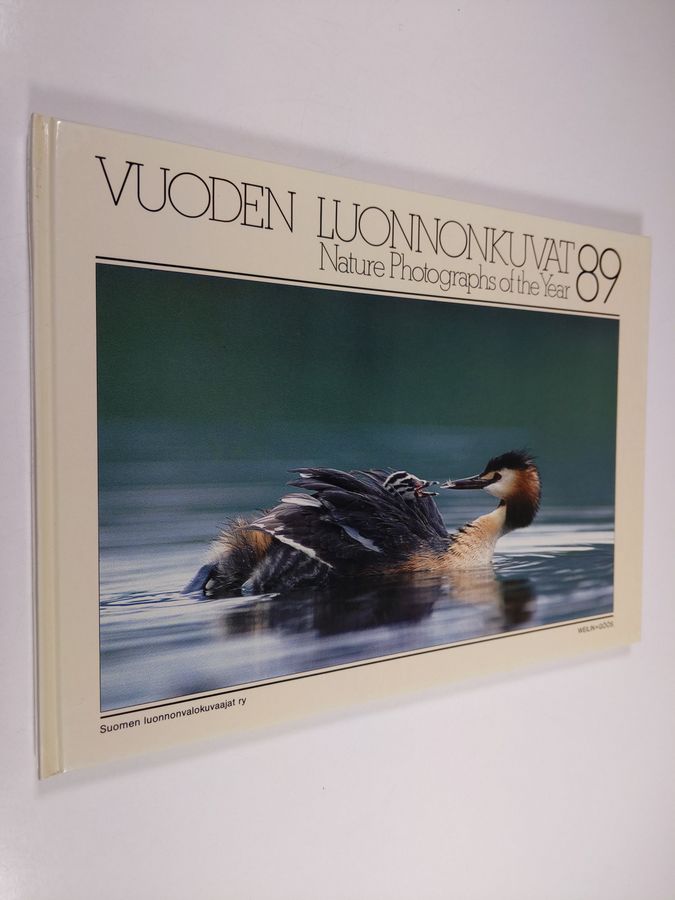 VUODEN LUONNONKUVAT 89
Nature Photographs of the Year
WEILIN+GÖÖS
Suomen luonnonvalokuvaajat ry